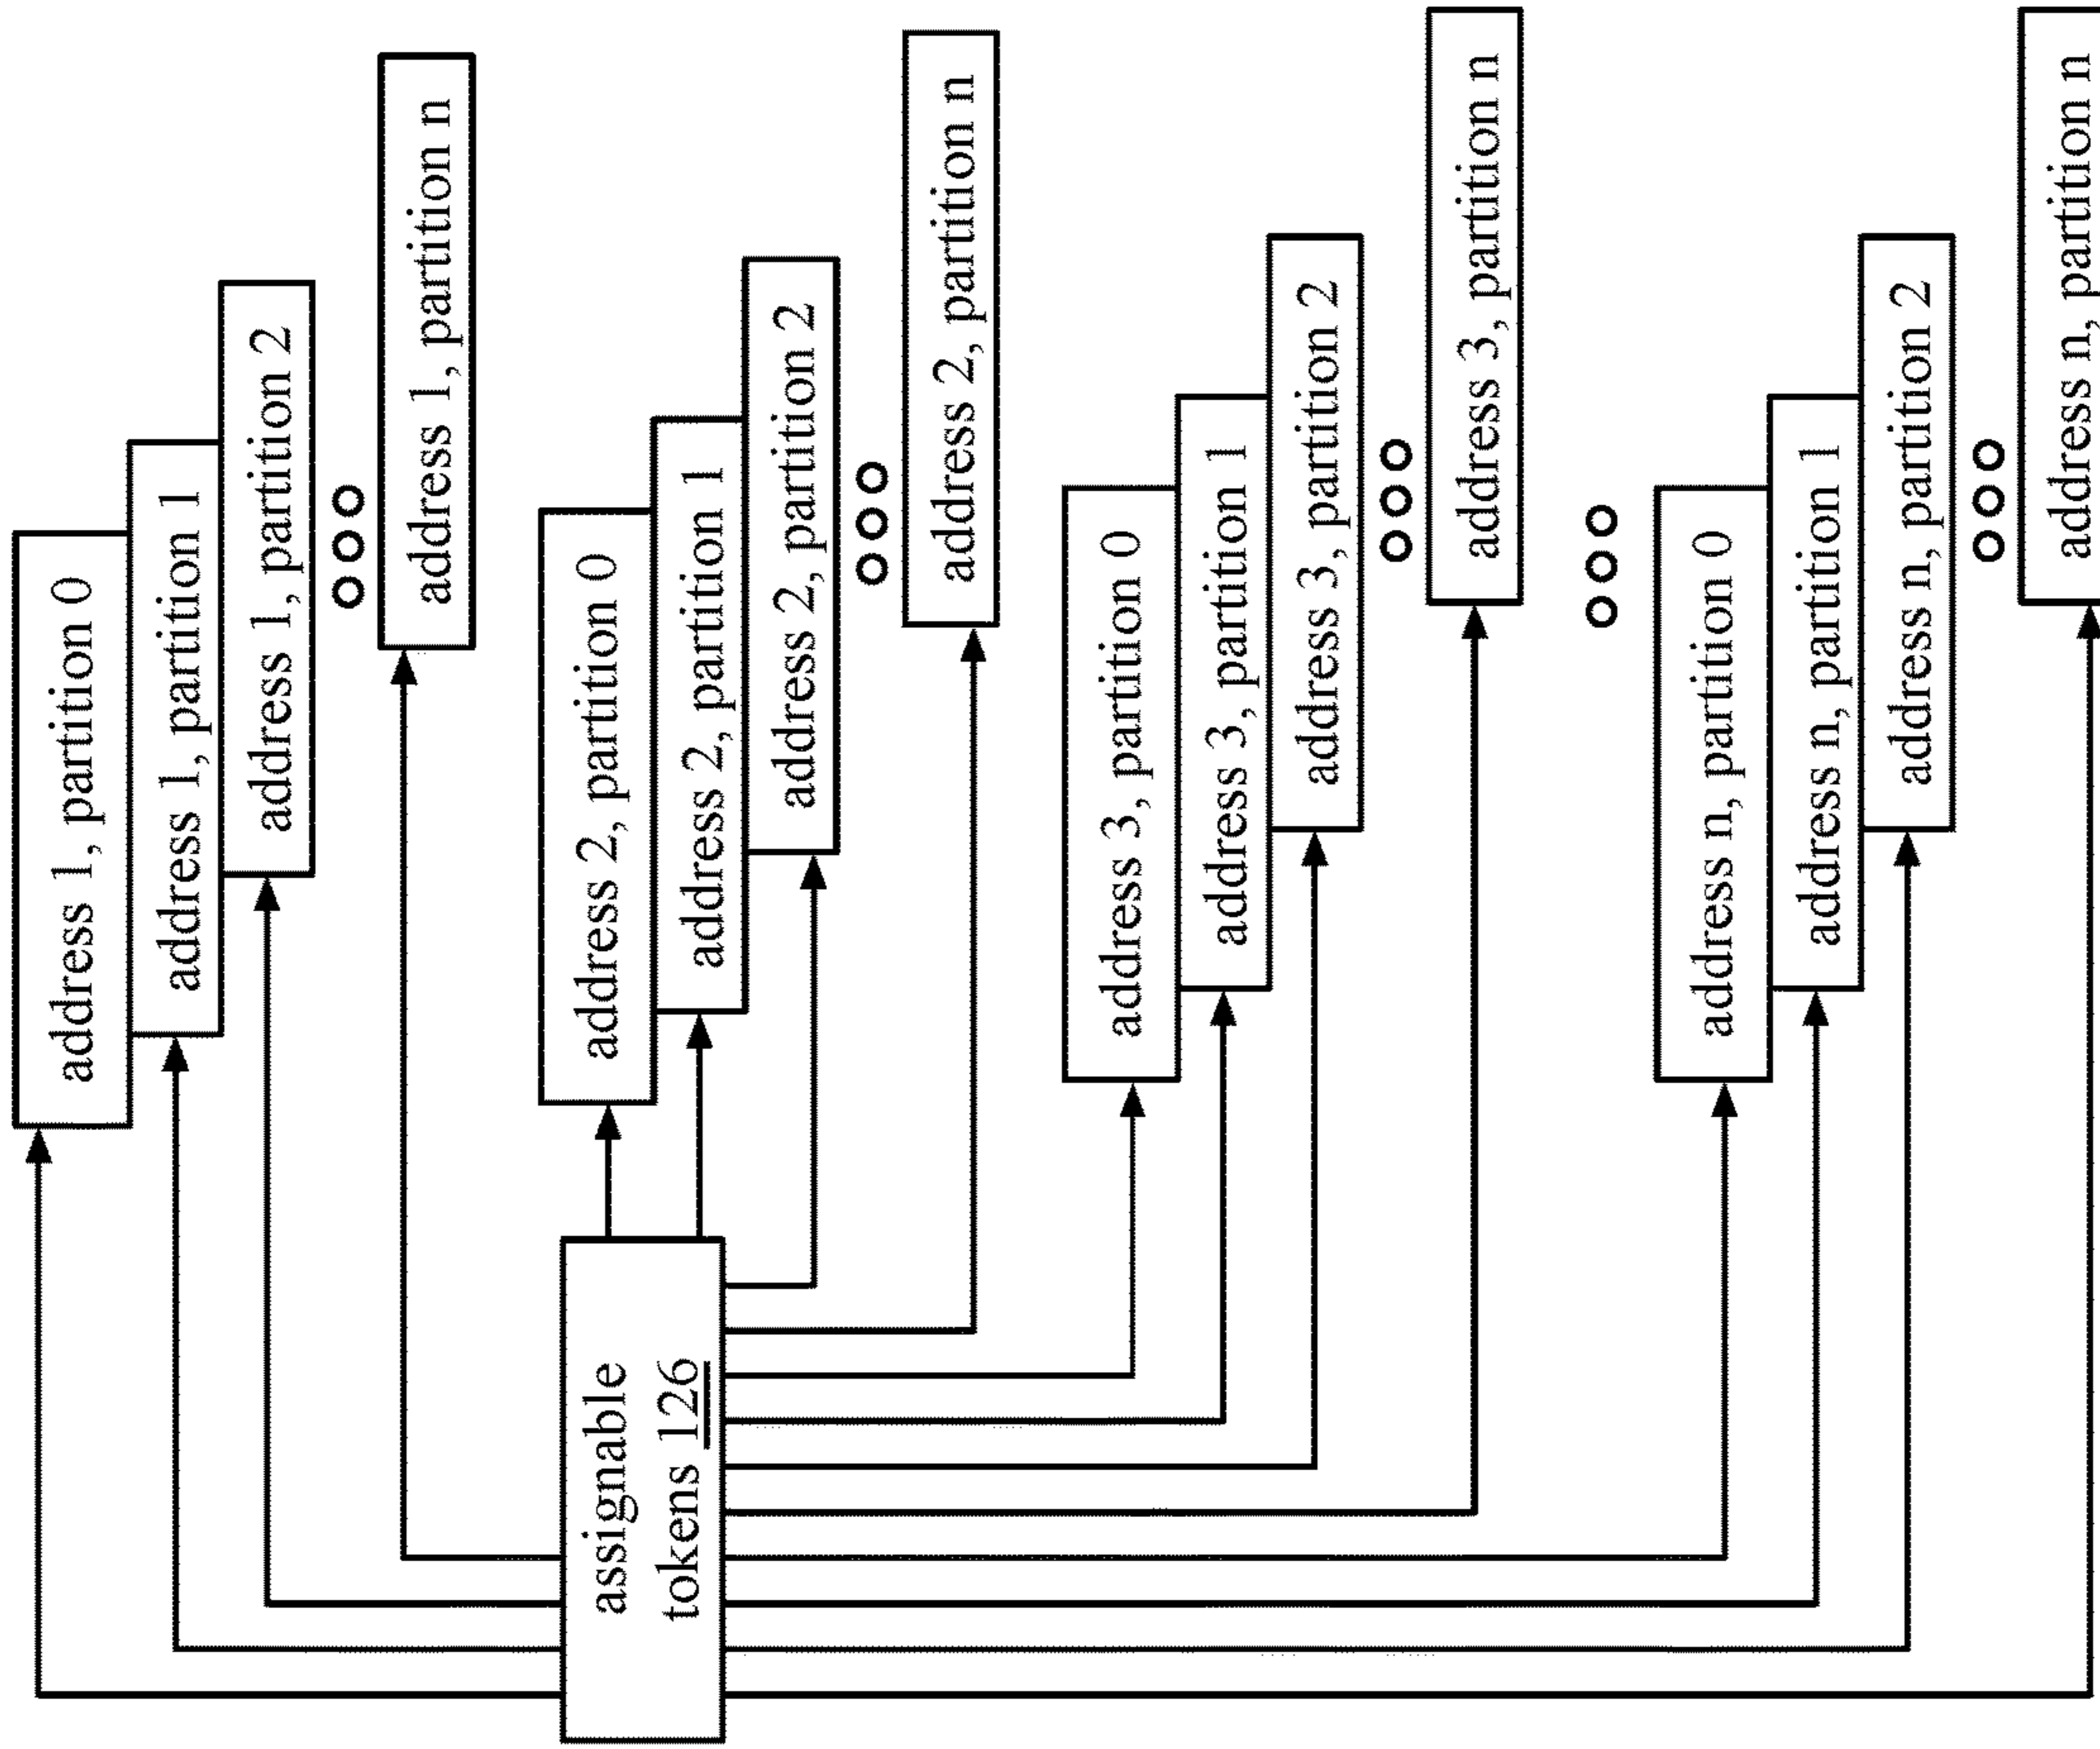 address 1, partition 0
address 1, partition 1
address 1, partition 2
address 1, partition n
assignable
tokens 126
address 2, partition 0
address 2, partition 1
address 2, partition 2
address 2, partition n
address 3, partition 0
address 3, partition 1
address 3, partition 2
address 3, partition n
address n, partition 0
address n, partition 1
address n, partition 2
address n, partition n